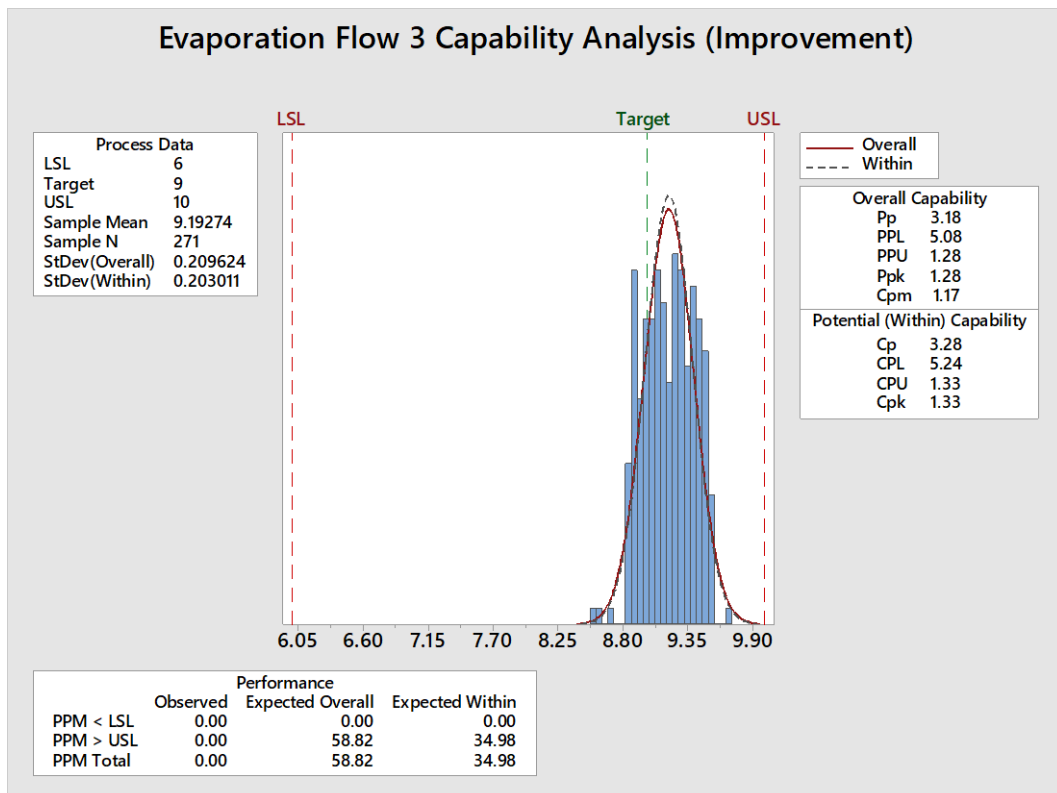 Evaporation Flow 3 Capability Analysis (Improvement)
LSL Target USL
Process Data
LSL 6
Target 9
USL 10
Sample Mean 9.19274
Sample N 271
StDev(Overall) 0.209624
StDev(Within) 0.203011
Overall
Within
Overall Capability
Pp 3.18
PPL 5.08
PPU 1.28
Ppk 1.28
Cpm 1.17
Potential (Within) Capability
Cp 3.28
CPL 5.24
CPU 1.33
Cpk 1.33
6.05 6.60 7.15 7.70 8.25 8.80 9.35 9.90
Performance
Observed Expected Overall Expected Within
PPM < LSL 0.00 0.00 0.00
PPM > USL 0.00 58.82 34.98
PPM Total 0.00 58.82 34.98